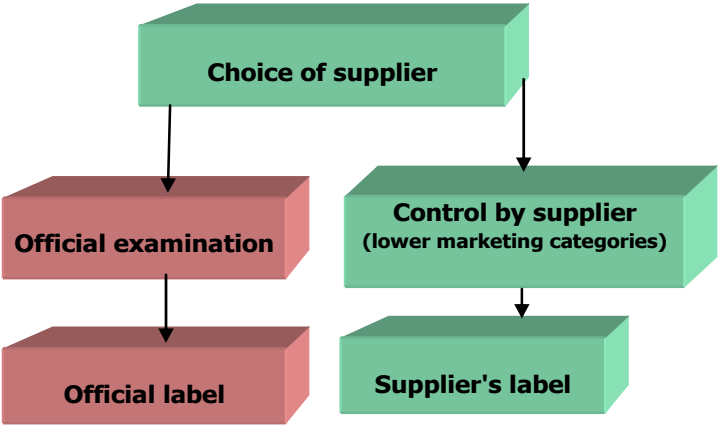 Choice of supplier
Official examination
Control by supplier
(lower marketing categories)
Official label
Supplier's label